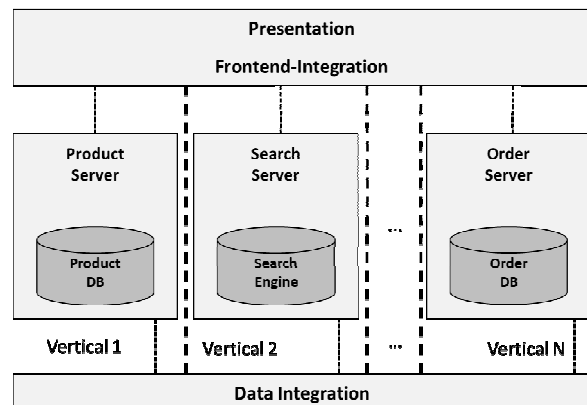 Presentation
Frontend-Integration
Product
Server
Search
Server
Order
Server
...
Product
DB
Search
Engine
Order
DB
Vertical 1
Vertical 2
...
Vertical N
Data Integration